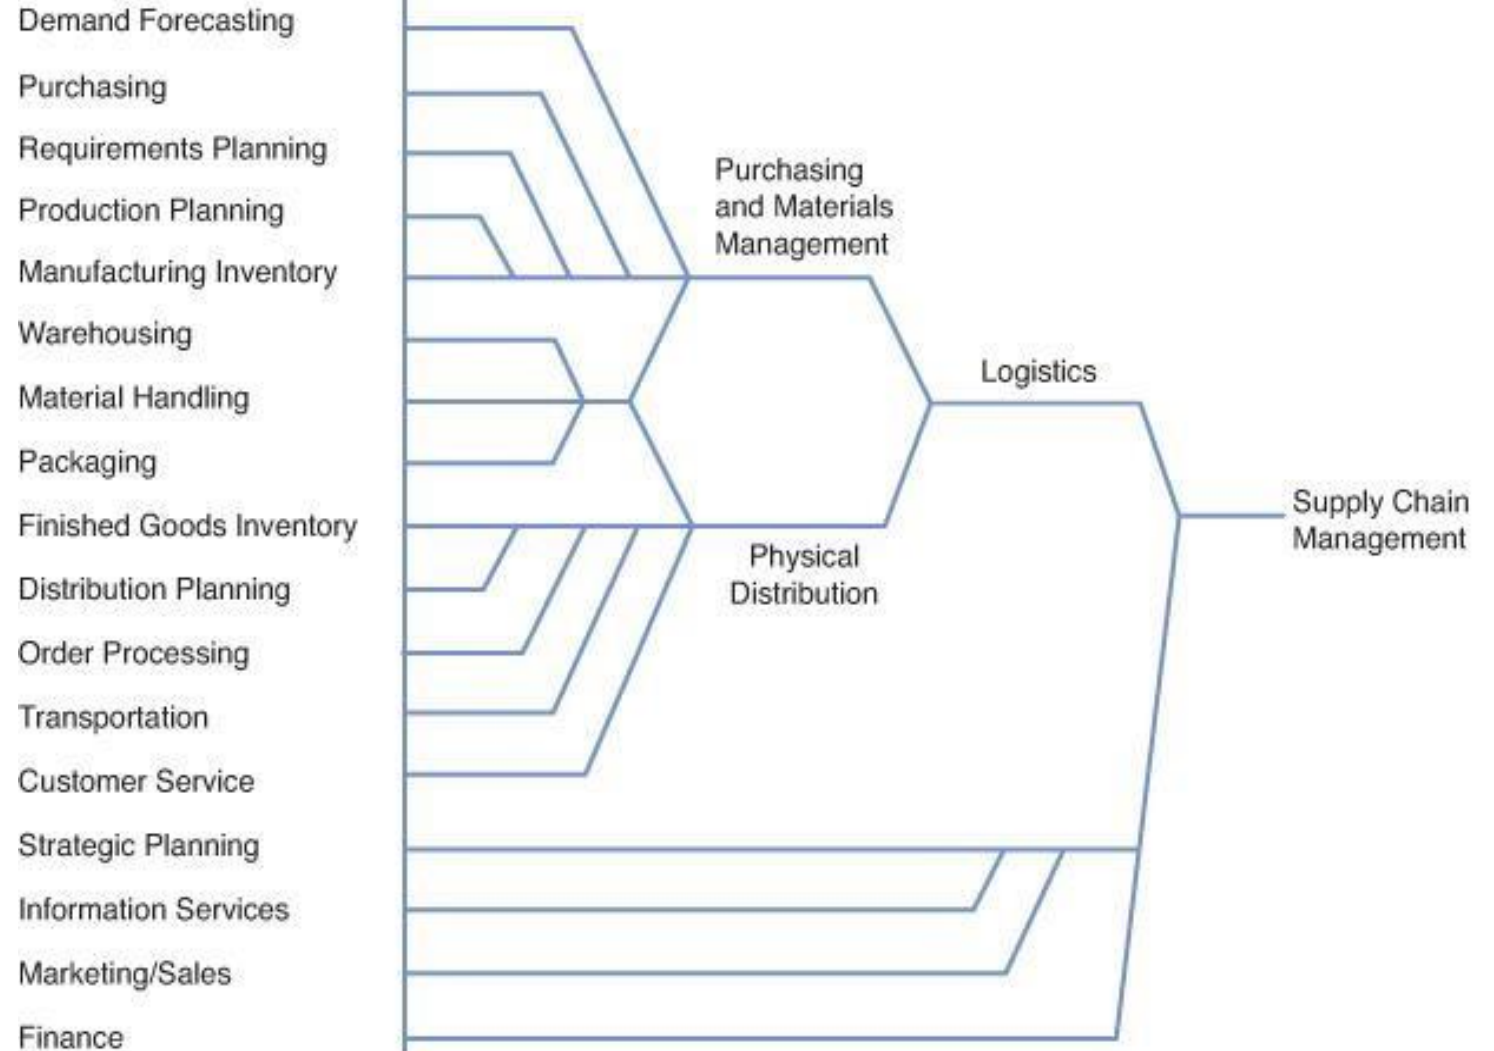 Demand Forecasting
Purchasing
Requirements Planning
Production Planning
Manufacturing Inventory
Warehousing
Material Handling
Packaging
Finished Goods Inventory
Distribution Planning
Order Processing
Transportation
Customer Service
Strategic Planning
Information Services
Marketing/Sales
Finance
Purchasing
and Materials
Management
Physical
Distribution
Logistics
Supply Chain
Management